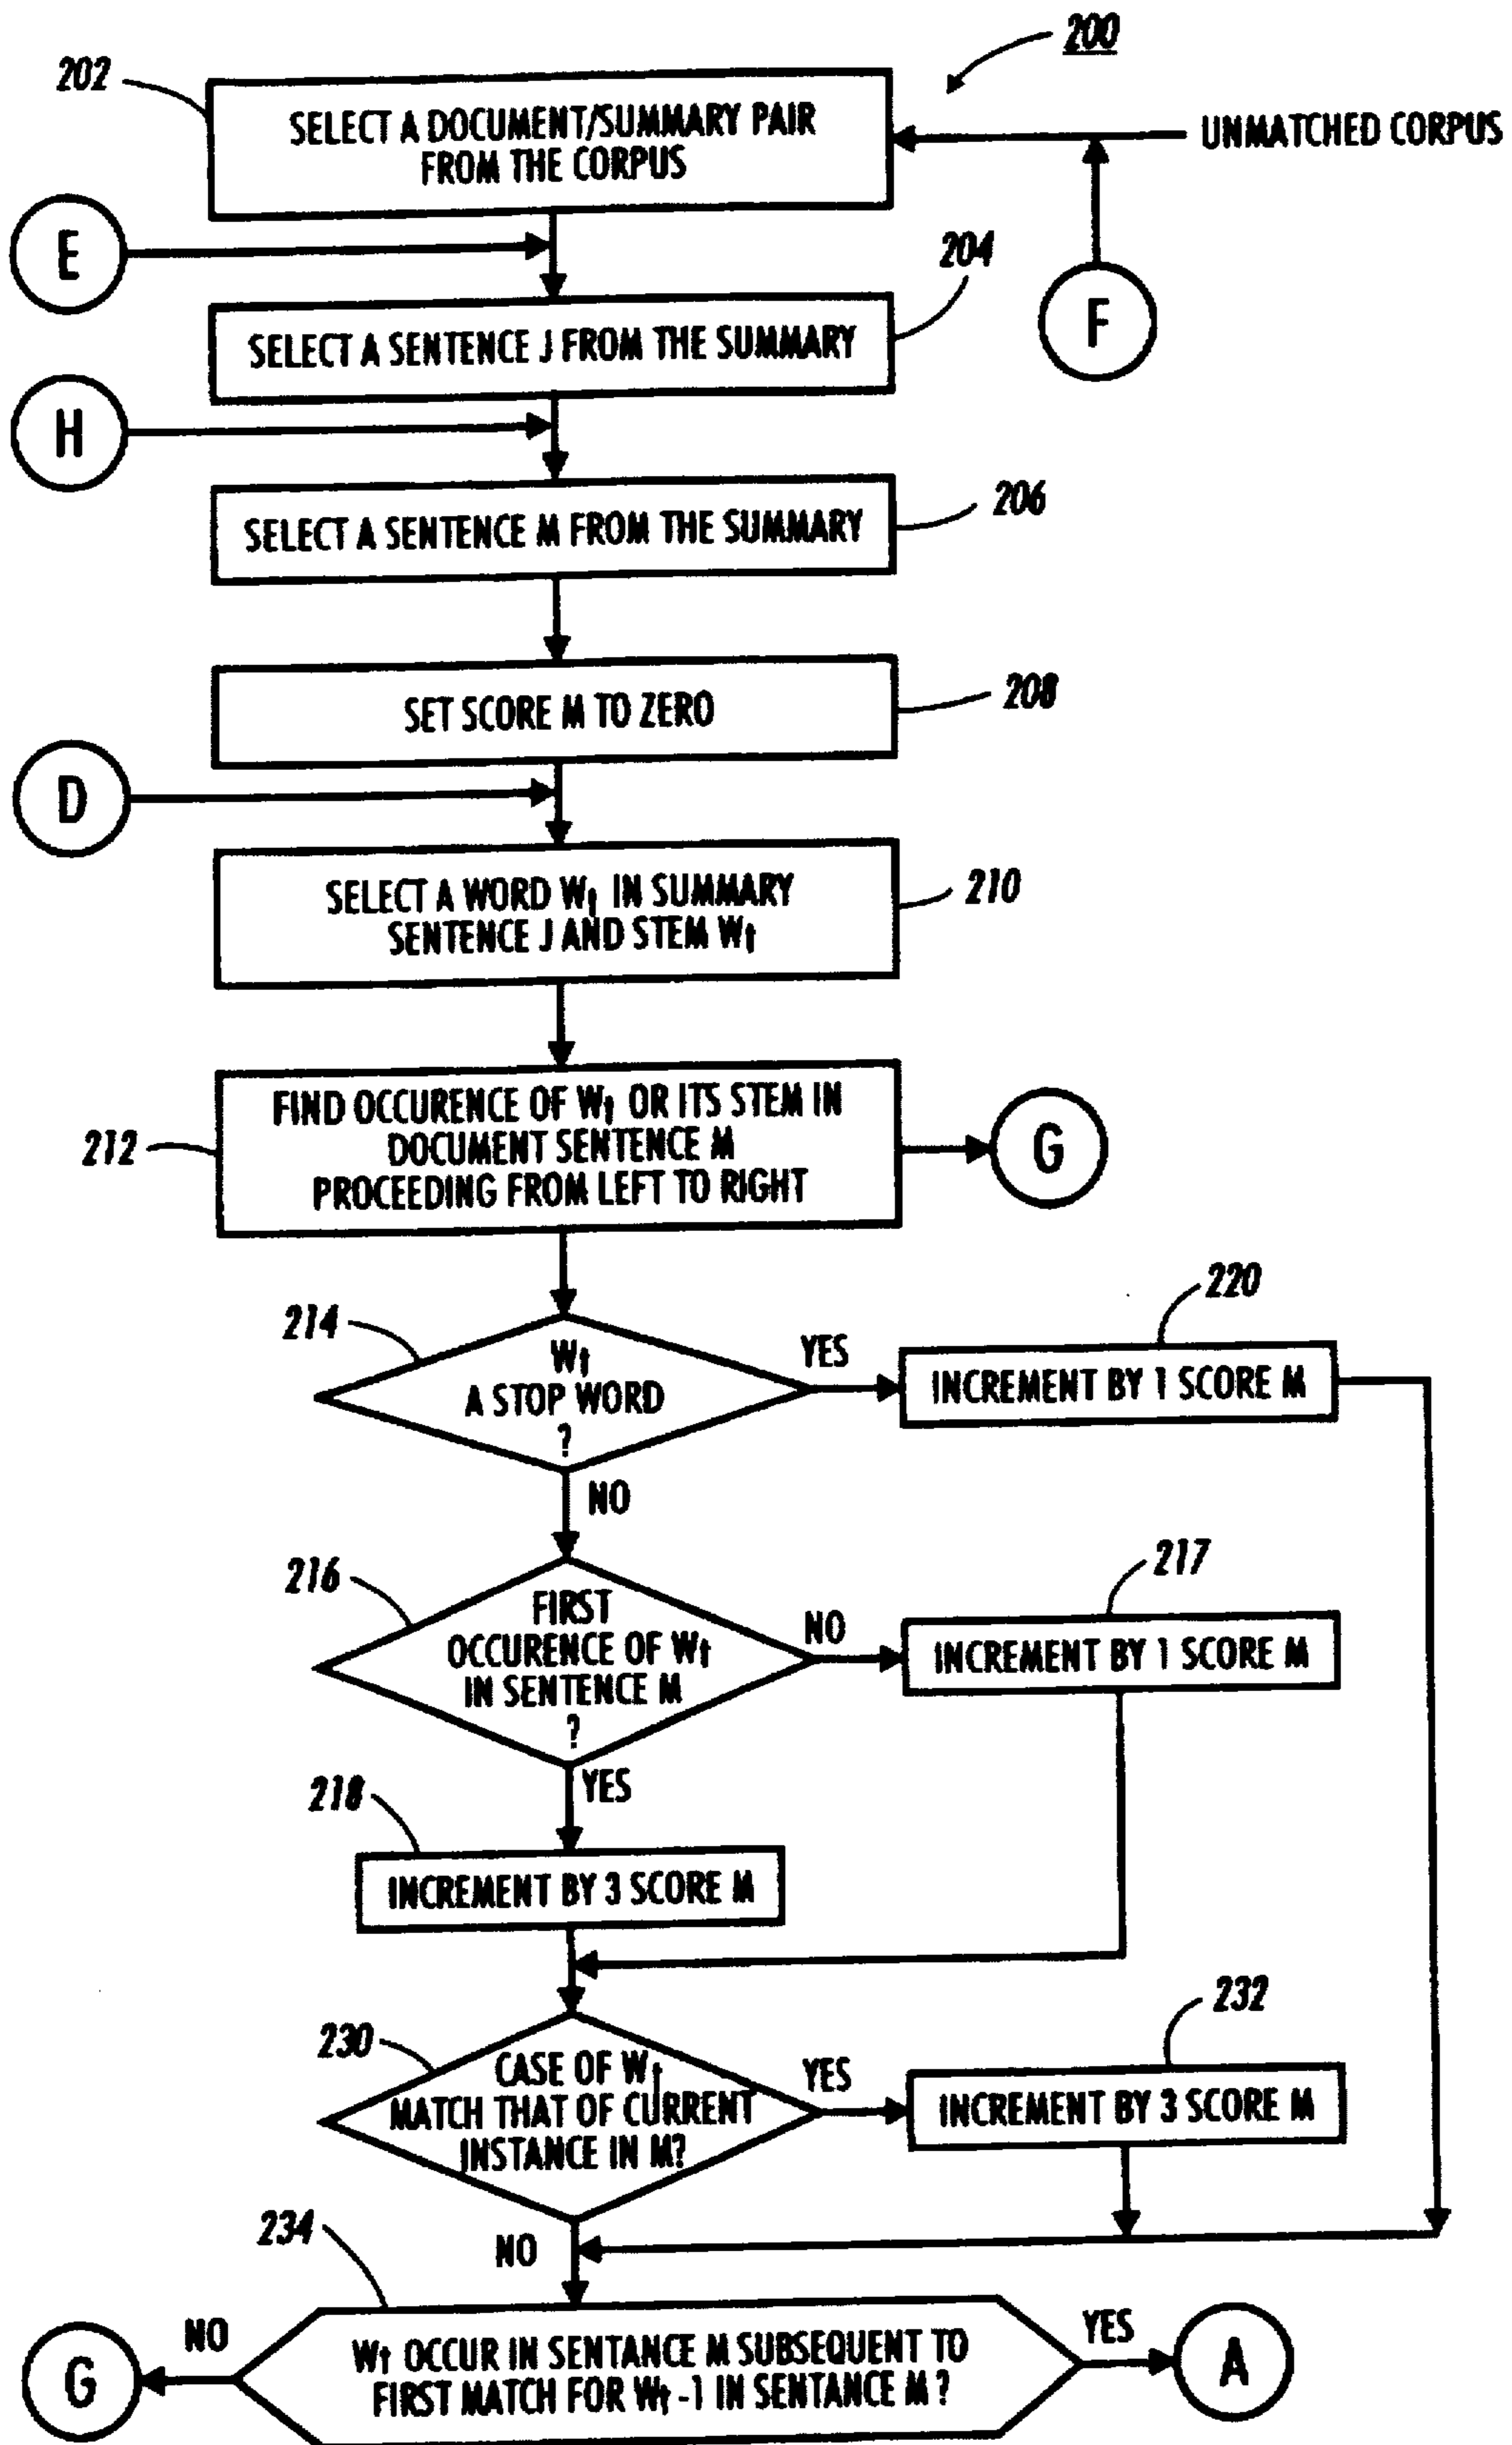 200
202
SELECT A DOCUMENT/SUMMARY PAIR
FROM THE CORPUS
UNMATCHED CORPUS
E
F
204
SELECT A SENTENCE J FROM THE SUMMARY
H
206
SELECT A SENTENCE M FROM THE SUMMARY
208
SET SCORE M TO ZERO
D
210
SELECT A WORD Wt IN SUMMARY
SENTENCE J AND STEM Wt
212
FIND OCCURENCE OF Wt OR ITS STEM IN
DOCUMENT SENTENCE M
PROCEEDING FROM LEFT TO RIGHT
G
214
Wt
A STOP WORD
?
YES
220
INCREMENT BY 1 SCORE M
NO
216
FIRST
OCCURENCE OF Wt
IN SENTENCE M
?
NO
217
INCREMENT BY 1 SCORE M
YES
218
INCREMENT BY 3 SCORE M
230
CASE OF Wt
MATCH THAT OF CURRENT
INSTANCE IN M?
YES
232
INCREMENT BY 3 SCORE M
NO
234
Wt OCCUR IN SENTANCE M SUBSEQUENT TO
FIRST MATCH FOR Wt-1 IN SENTANCE M ?
NO
G
YES
A